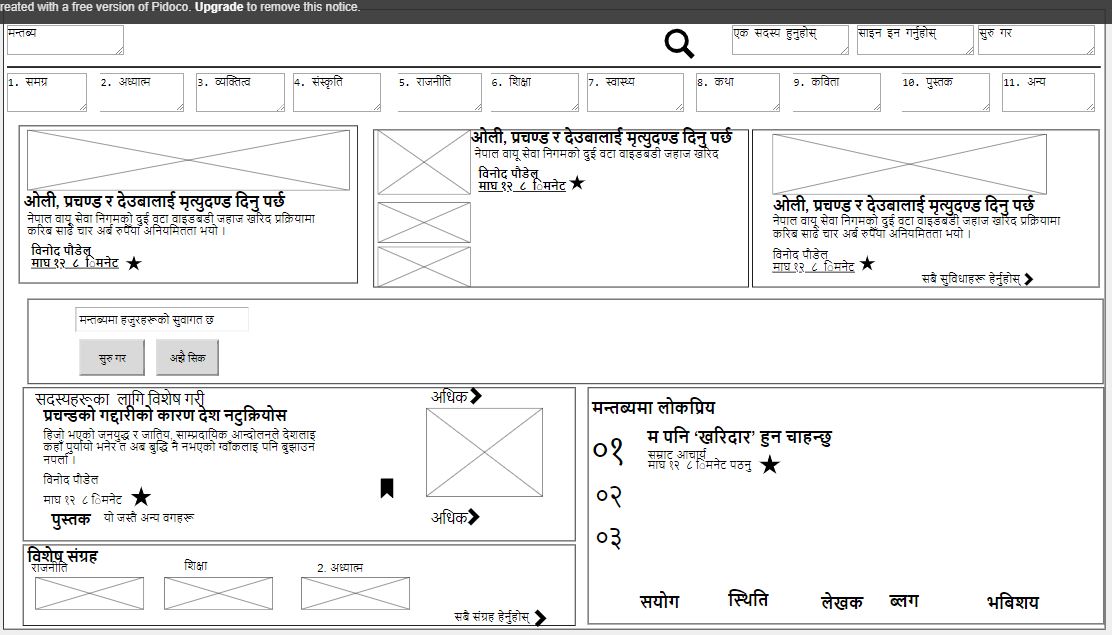 reated with a free version of Pidoco. Upgrade to remove this notice.
मन्तब्य
एक सदस्य हुनुहोस्
साइन इन गर्नुहोस्
सुरु गर
1. समग्र
2. अध्यात्म
3. व्यक्तित्व
4. संस्कृति
5. राजनीति
6. शिक्षा
7. स्वास्थ्य
8. कथा
9. कविता
10. पुस्तक
11. अन्य
ओली, प्रचण्ड र देउबालाई मृत्युदण्ड दिनु पर्छ
नेपाल वायू सेवा निगमको दुई वटा वाइडबडी जहाज खरिद प्रक्रियामा
करिब साढे चार अर्ब रुपैँया अनियमितता भयो ।
विनोद पौडेल
माघ १२ ८ िमनेट
ओली, प्रचण्ड र देउबालाई मृत्युदण्ड दिनु पर्छ
नेपाल वायू सेवा निगमको दुई वटा वाइडबडी जहाज खरिद
विनोद पौडेल
माघ १२ ८ िमनेट
ओली, प्रचण्ड र देउबालाई मृत्युदण्ड दिनु पर्छ
नेपाल वायू सेवा निगमको दुई वटा वाइडबडी जहाज खरिद प्रक्रियामा
करिब साढे चार अर्ब रुपैँया अनियमितता भयो ।
विनोद पौडेल
माघ १२ ८ िमनेट
सबै सुविधाहरू हेर्नुहोस्
मन्तब्यमा हजुरहरूको सुवागत छ
सुरु गर
अझै सिक
सदस्यहरूका लागि विशेष गरी
अधिक
प्रचन्डको गद्दारीको कारण देश नटुक्रियोस
हिजो भएको जनयुद्ध र जातिय, साम्प्रदायिक आन्दोलनले देशलाइ
कहाँ पुर्यायो भनेर त अब बुद्धि नै नभएको ग्वाँकलाइ पनि बुझाउन
नपर्ला ।
विनोद पौडेल
माघ १२ ८ िमनेट
पुस्तक यो जस्तै अन्य वगहरू
अधिक
मन्तब्यमा लोकप्रिय
०१
म पनि ‘खरिदार’ हुन चाहन्छु
सम्राट आचार्य
माघ १२ ८ िमनेट पठनु
०२
०३
विशेष संग्रह
राजनीति
शिक्षा
2. अध्यात्म
सबै संग्रह हेर्नुहोस्
सयोग
स्थिति
लेखक
ब्लग
भबिशय